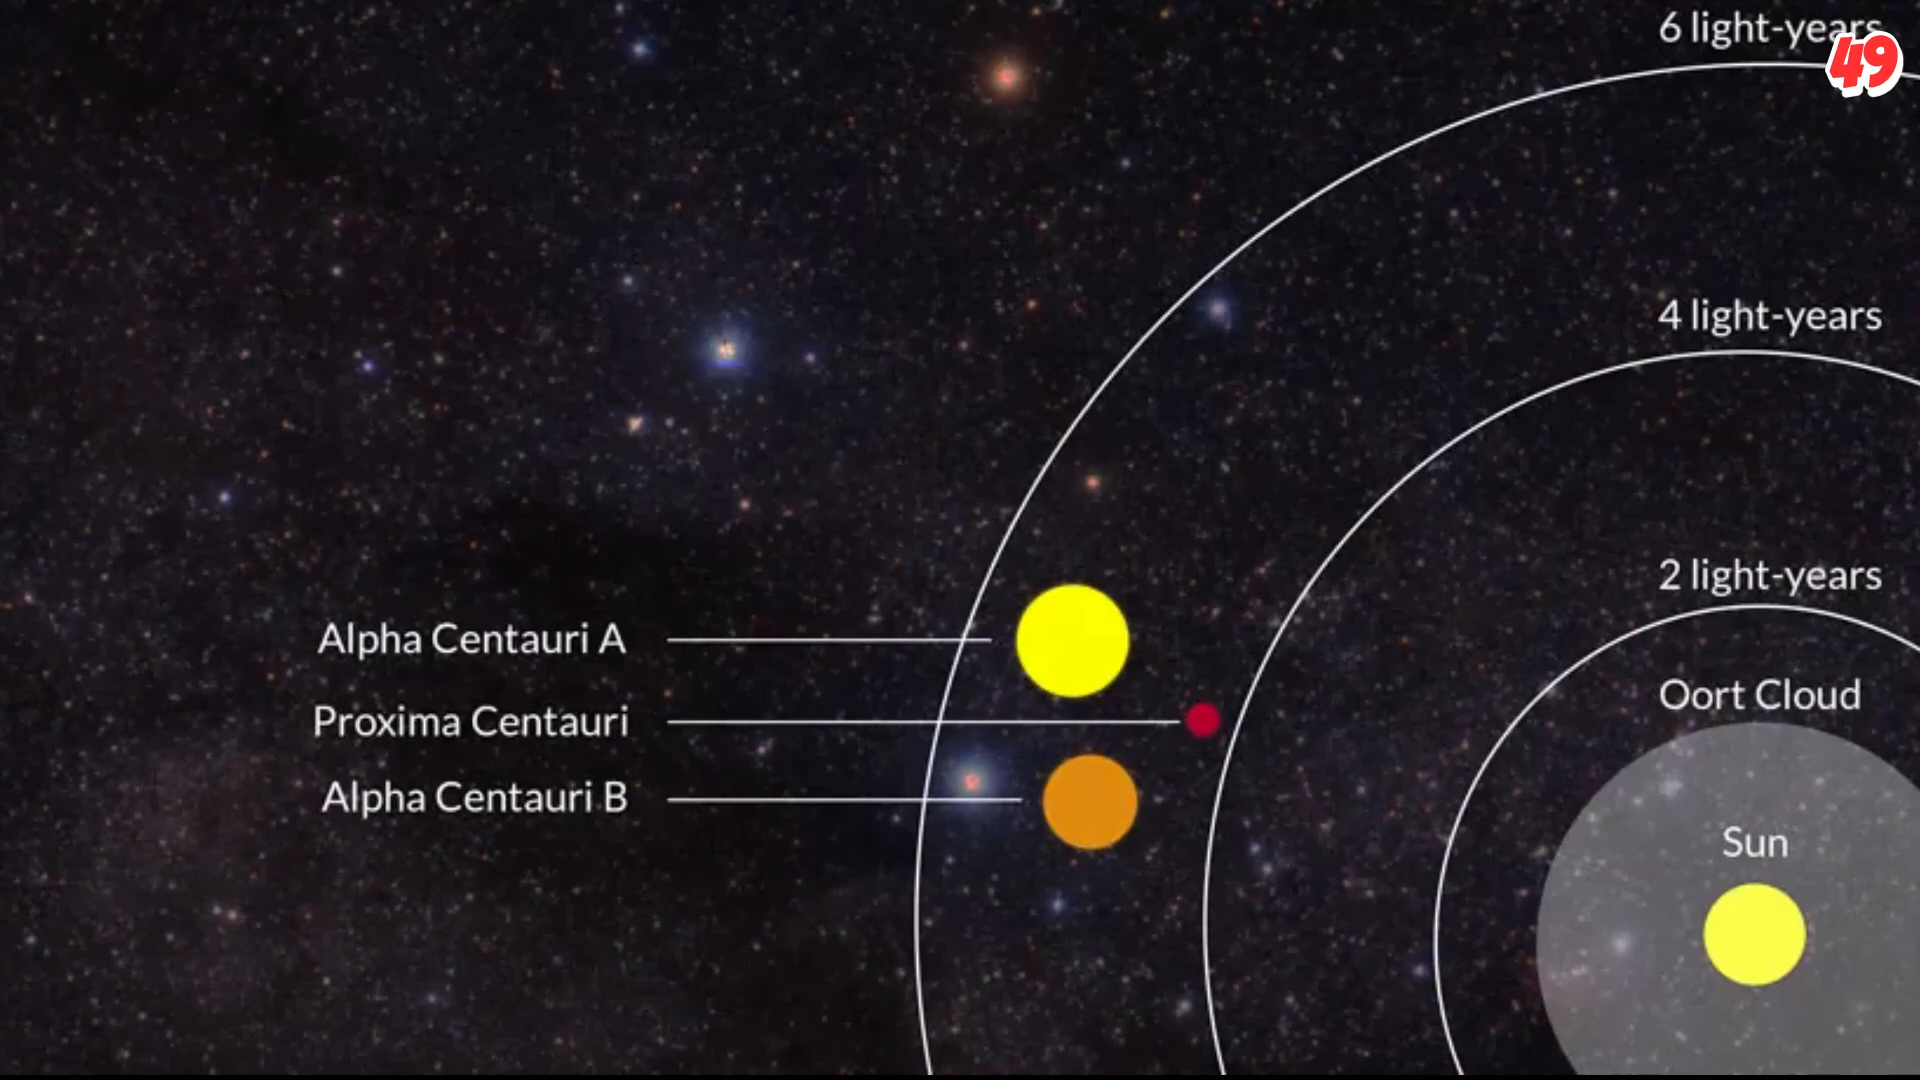 6 light-years
49
4 light-years
2 light-years
Alpha Centauri A
Oort Cloud
Proxima Centauri
Alpha Centauri B
Sun